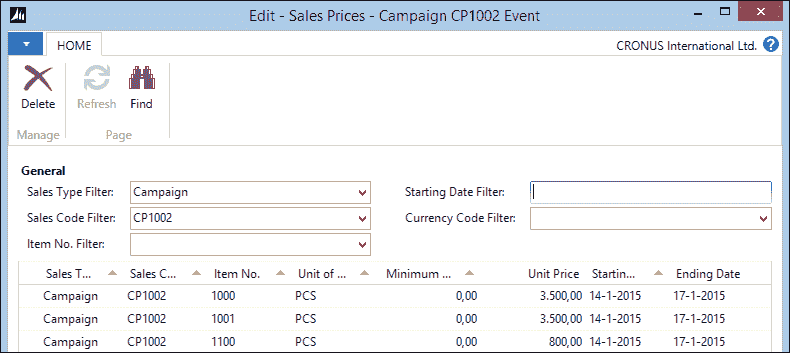 Edit - Sales Prices - Campaign CP1002 Event
HOME CRONUS International Ltd. ?
Delete Refresh Find
Manage Page
General
Sales Type Filter: Campaign Starting Date Filter:
Sales Code Filter: CP1002 Currency Code Filter:
Item No. Filter:
Sales T... Sales C... Item No. Unit of ... Minimum ... Unit Price Startin... Ending Date
Campaign CP1002 1000 PCS 0,00 3.500,00 14-1-2015 17-1-2015
Campaign CP1002 1001 PCS 0,00 3.500,00 14-1-2015 17-1-2015
Campaign CP1002 1100 PCS 0,00 800,00 14-1-2015 17-1-2015